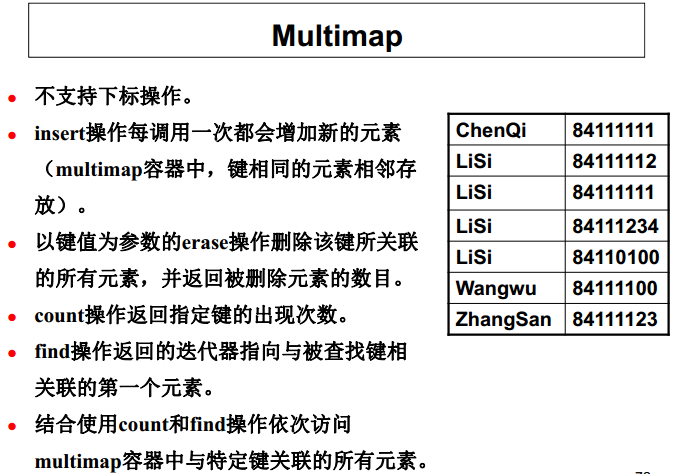 Multimap
不支持下标操作。
insert操作每调用一次都会增加新的元素
（multimap容器中，键相同的元素相邻存
放）。
以键值为参数的erase操作删除该键所关联
的所有元素，并返回被删除元素的数目。
count操作返回指定键的出现次数。
find操作返回的迭代器指向与被查找键相
关联的第一个元素。
结合使用count和find操作依次访问
multimap容器中与特定键关联的所有元素。
ChenQi 84111111
LiSi 84111112
LiSi 84111111
LiSi 84111234
LiSi 84110100
Wangwu 84111100
ZhangSan 84111123